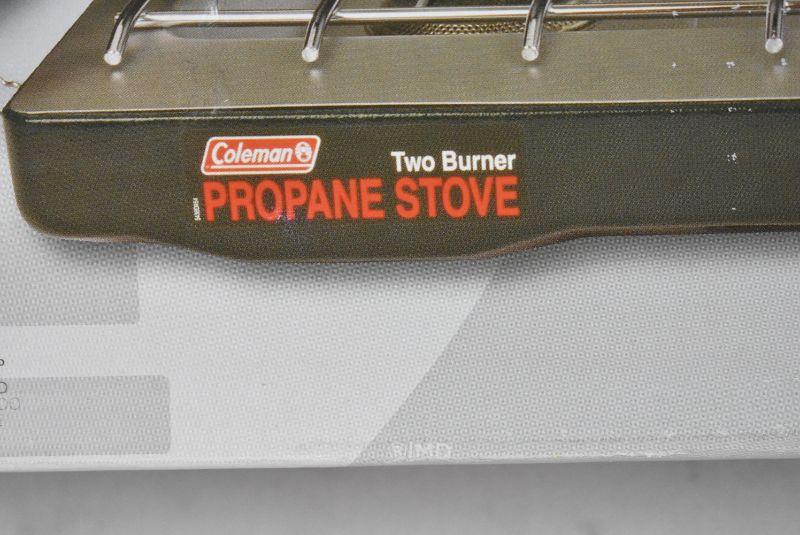 Coleman
Two Burner
PROPANE STOVE